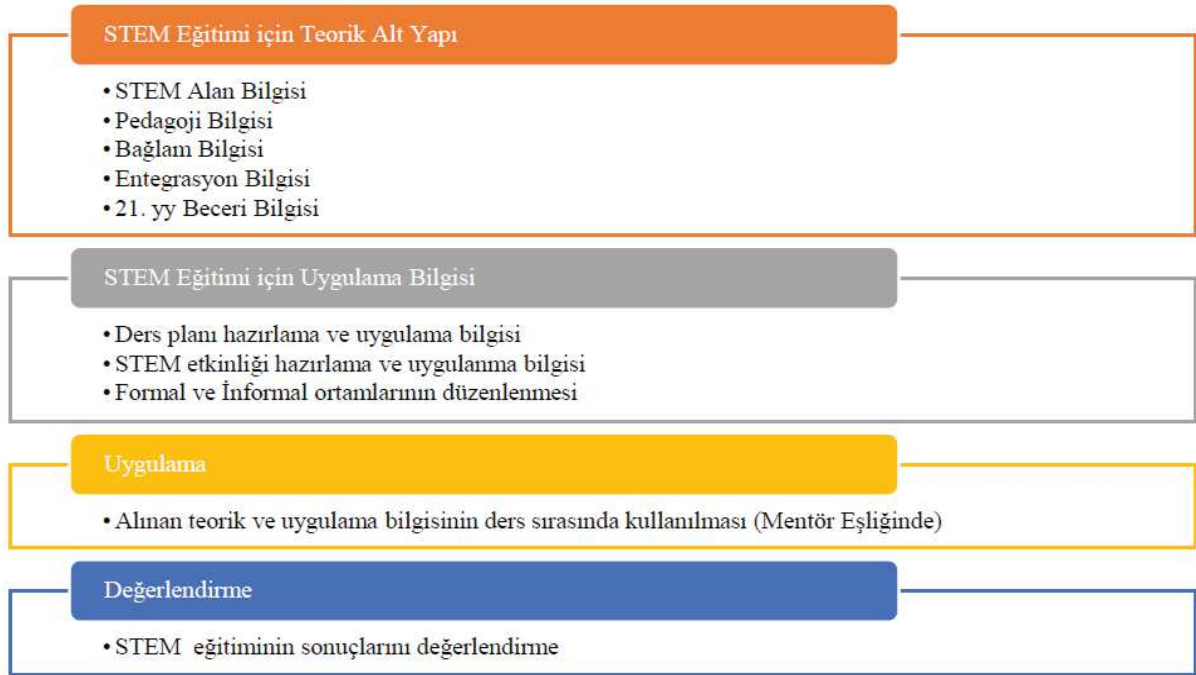 STEM Eğitimi için Teorik Alt Yapı
• STEM Alan Bilgisi
• Pedagoji Bilgisi
• Bağlam Bilgisi
• Entegrasyon Bilgisi
• 21. yy Beceri Bilgisi
STEM Eğitimi için Uygulama Bilgisi
• Ders planı hazırlama ve uygulama bilgisi
• STEM etkinliği hazırlama ve uygulanma bilgisi
• Formal ve İnformal ortamlarının düzenlenmesi
Uygulama
• Alınan teorik ve uygulama bilgisinin ders sırasında kullanılması (Mentör Eşliğinde)
Değerlendirme
• STEM eğitiminin sonuçlarını değerlendirme